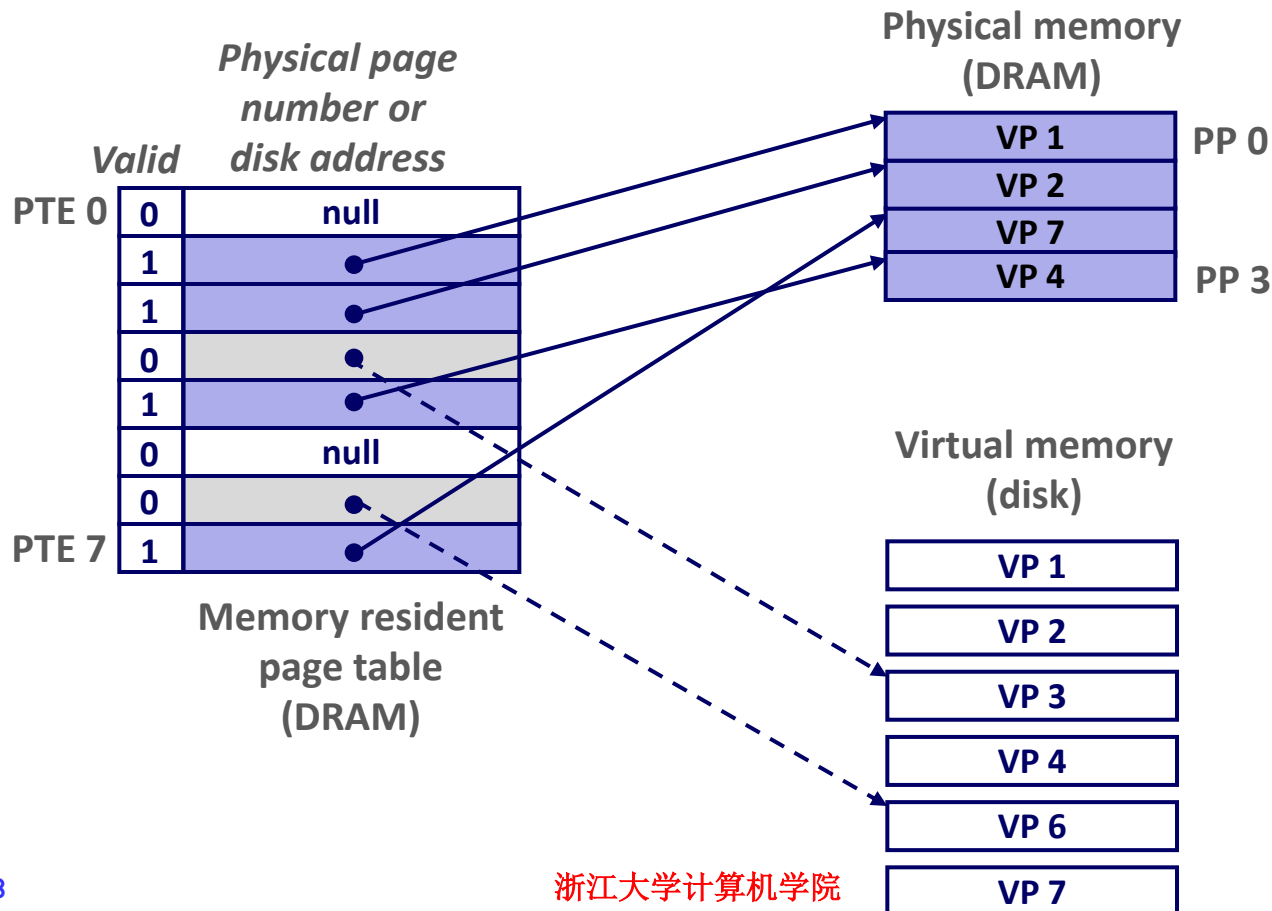 Physical page
number or
disk address
Valid
PTE 0
0
null
1
1
0
1
0
null
0
PTE 7
1
Memory resident
page table
(DRAM)
Physical memory
(DRAM)
VP 1
PP 0
VP 2
VP 7
VP 4
PP 3
Virtual memory
(disk)
VP 1
VP 2
VP 3
VP 4
VP 6
VP 7
浙江大学计算机学院